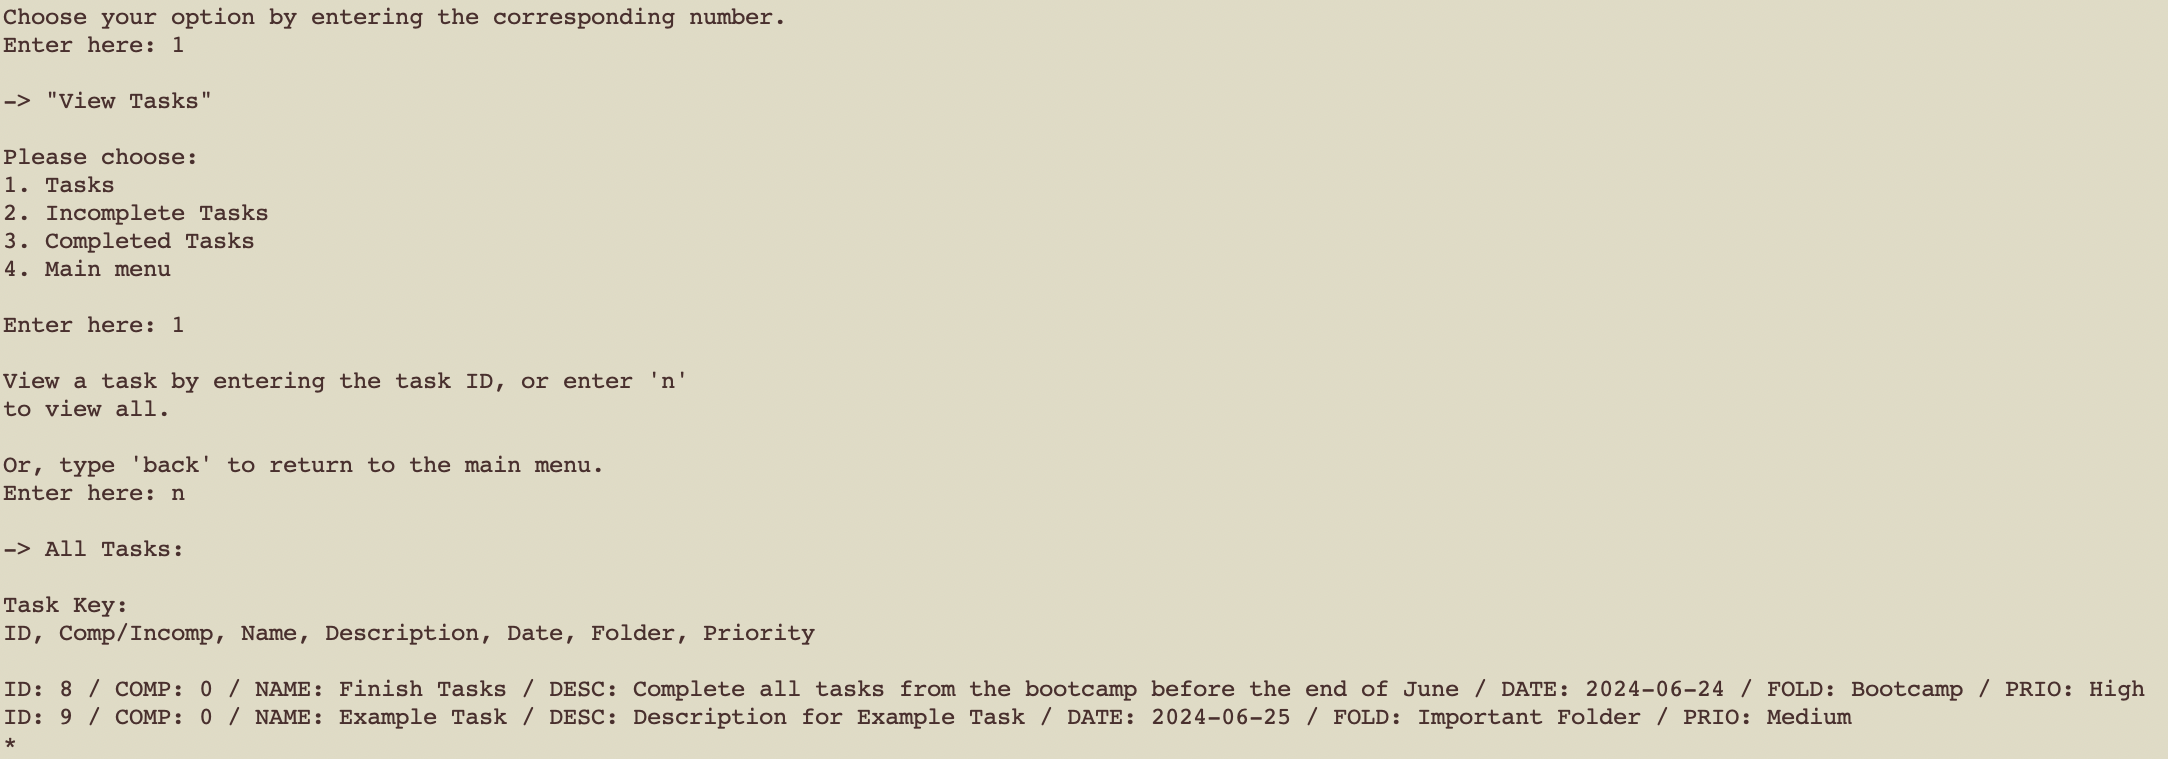 Choose your option by entering the corresponding number.
Enter here: 1
-> "View Tasks"
Please choose:
1. Tasks
2. Incomplete Tasks
3. Completed Tasks
4. Main menu
Enter here: 1
View a task by entering the task ID, or enter 'n'
to view all.
Or, type 'back' to return to the main menu.
Enter here: n
-> All Tasks:
Task Key:
ID, Comp/Incomp, Name, Description, Date, Folder, Priority
ID: 8 / COMP: 0 / NAME: Finish Tasks / DESC: Complete all tasks from the bootcamp before the end of June / DATE: 2024-06-24 / FOLD: Bootcamp / PRIO: High
ID: 9 / COMP: 0 / NAME: Example Task / DESC: Description for Example Task / DATE: 2024-06-25 / FOLD: Important Folder / PRIO: Medium
*